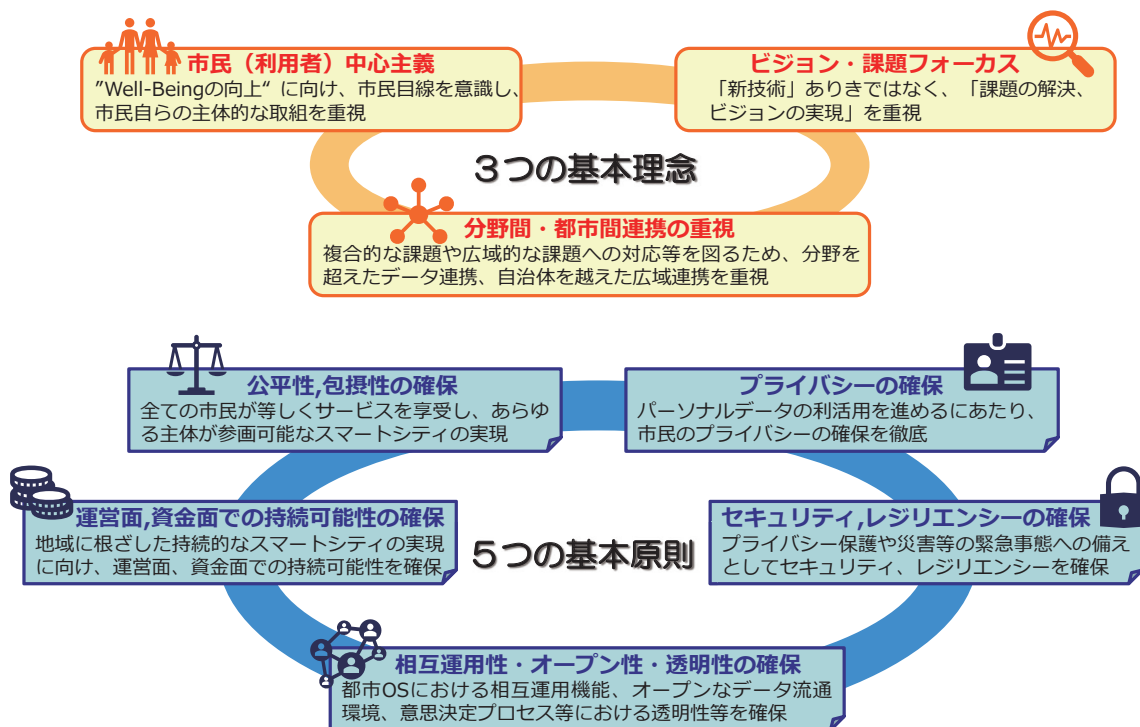 市民（利用者）中心主義
”Well-Beingの向上“ に向け、市民目線を意識し、
市民自らの主体的な取組を重視
ビジョン・課題フォーカス
「新技術」ありきではなく、「課題の解決、
ビジョンの実現」を重視
３つの基本理念
分野間・都市間連携の重視
複合的な課題や広域的な課題への対応等を図るため、分野を
超えたデータ連携、自治体を越えた広域連携を重視
公平性,包摂性の確保
全ての市民が等しくサービスを享受し、あらゆ
る主体が参画可能なスマートシティの実現
プライバシーの確保
パーソナルデータの利活用を進めるにあたり、
市民のプライバシーの確保を徹底
運営面,資金面での持続可能性の確保
地域に根ざした持続的なスマートシティの実現
に向け、運営面、資金面での持続可能性を確保
５つの基本原則
セキュリティ,レジリエンシーの確保
プライバシー保護や災害等の緊急事態への備え
としてセキュリティ、レジリエンシーを確保
相互運用性・オープン性・透明性の確保
都市OSにおける相互運用機能、オープンなデータ流通
環境、意思決定プロセス等における透明性等を確保